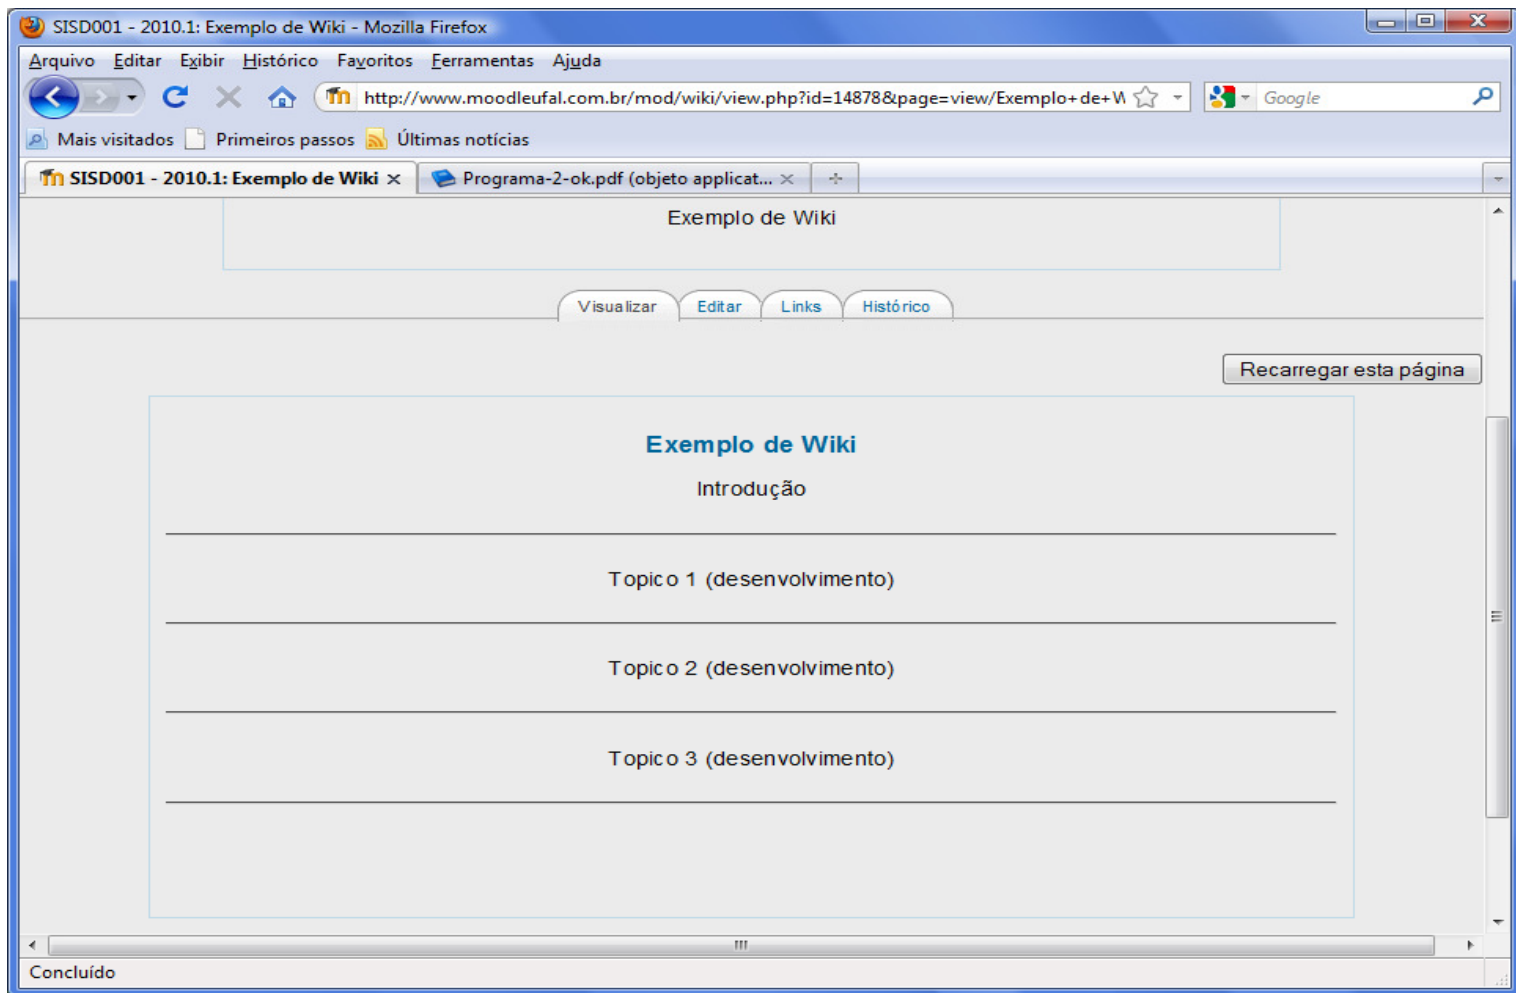 SISD001 - 2010.1: Exemplo de Wiki - Mozilla Firefox
Arquivo Editar Exibir Histórico Favoritos Ferramentas Ajuda
http://www.moodleufal.com.br/mod/wiki/view.php?id=14878&page=view/Exemplo+de+W Google
Mais visitados Primeiros passos Últimas notícias
SISD001 - 2010.1: Exemplo de Wiki Programa-2-ok.pdf (objeto applicat...
Exemplo de Wiki
Visualizar Editar Links Histórico
Recarregar esta página
Exemplo de Wiki
Introdução
Topico 1 (desenvolvimento)
Topico 2 (desenvolvimento)
Topico 3 (desenvolvimento)
Concluído